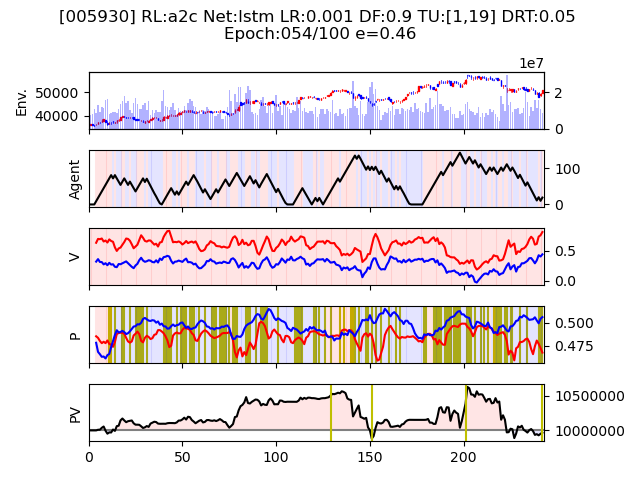 [005930] RL:a2c Net:lstm LR:0.001 DF:0.9 TU:[1,19] DRT:0.05
Epoch:054/100 e=0.46
1e7
Env.
50000
40000
2
0
Agent
100
0
V
0.5
0.0
P
0.500
0.475
PV
10500000
10000000
0
50
100
150
200